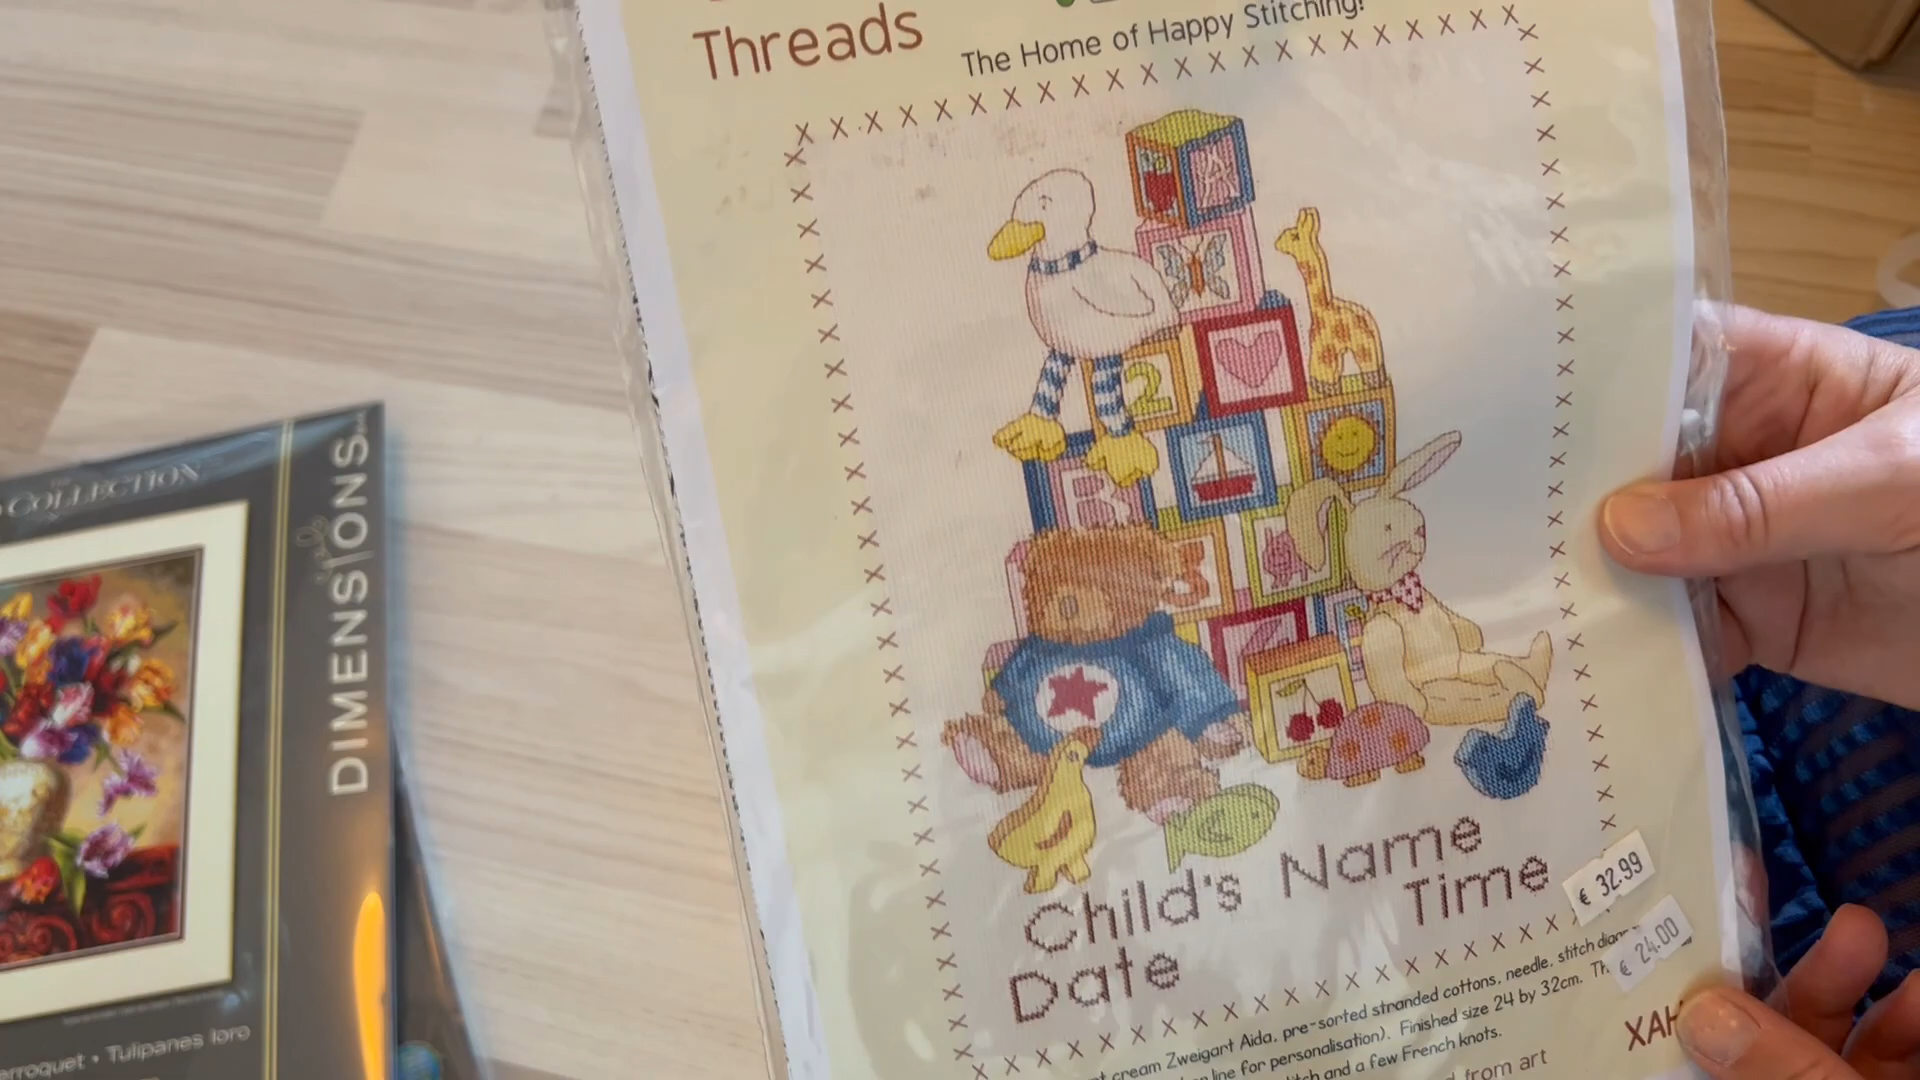 Threads
The Home of Happy Stitching!
A
2
B
3
Child's Name
Date
Time
€ 32.99
€ 24.00
cream Zweigart Aida, pre-sorted stranded cottons, needle, stitch
line for personalisation). Finished size 24 by 32cm.
and a few French knots.
from art
XAH
COLLECTION
DIMENSIONS
Tulipanes loro